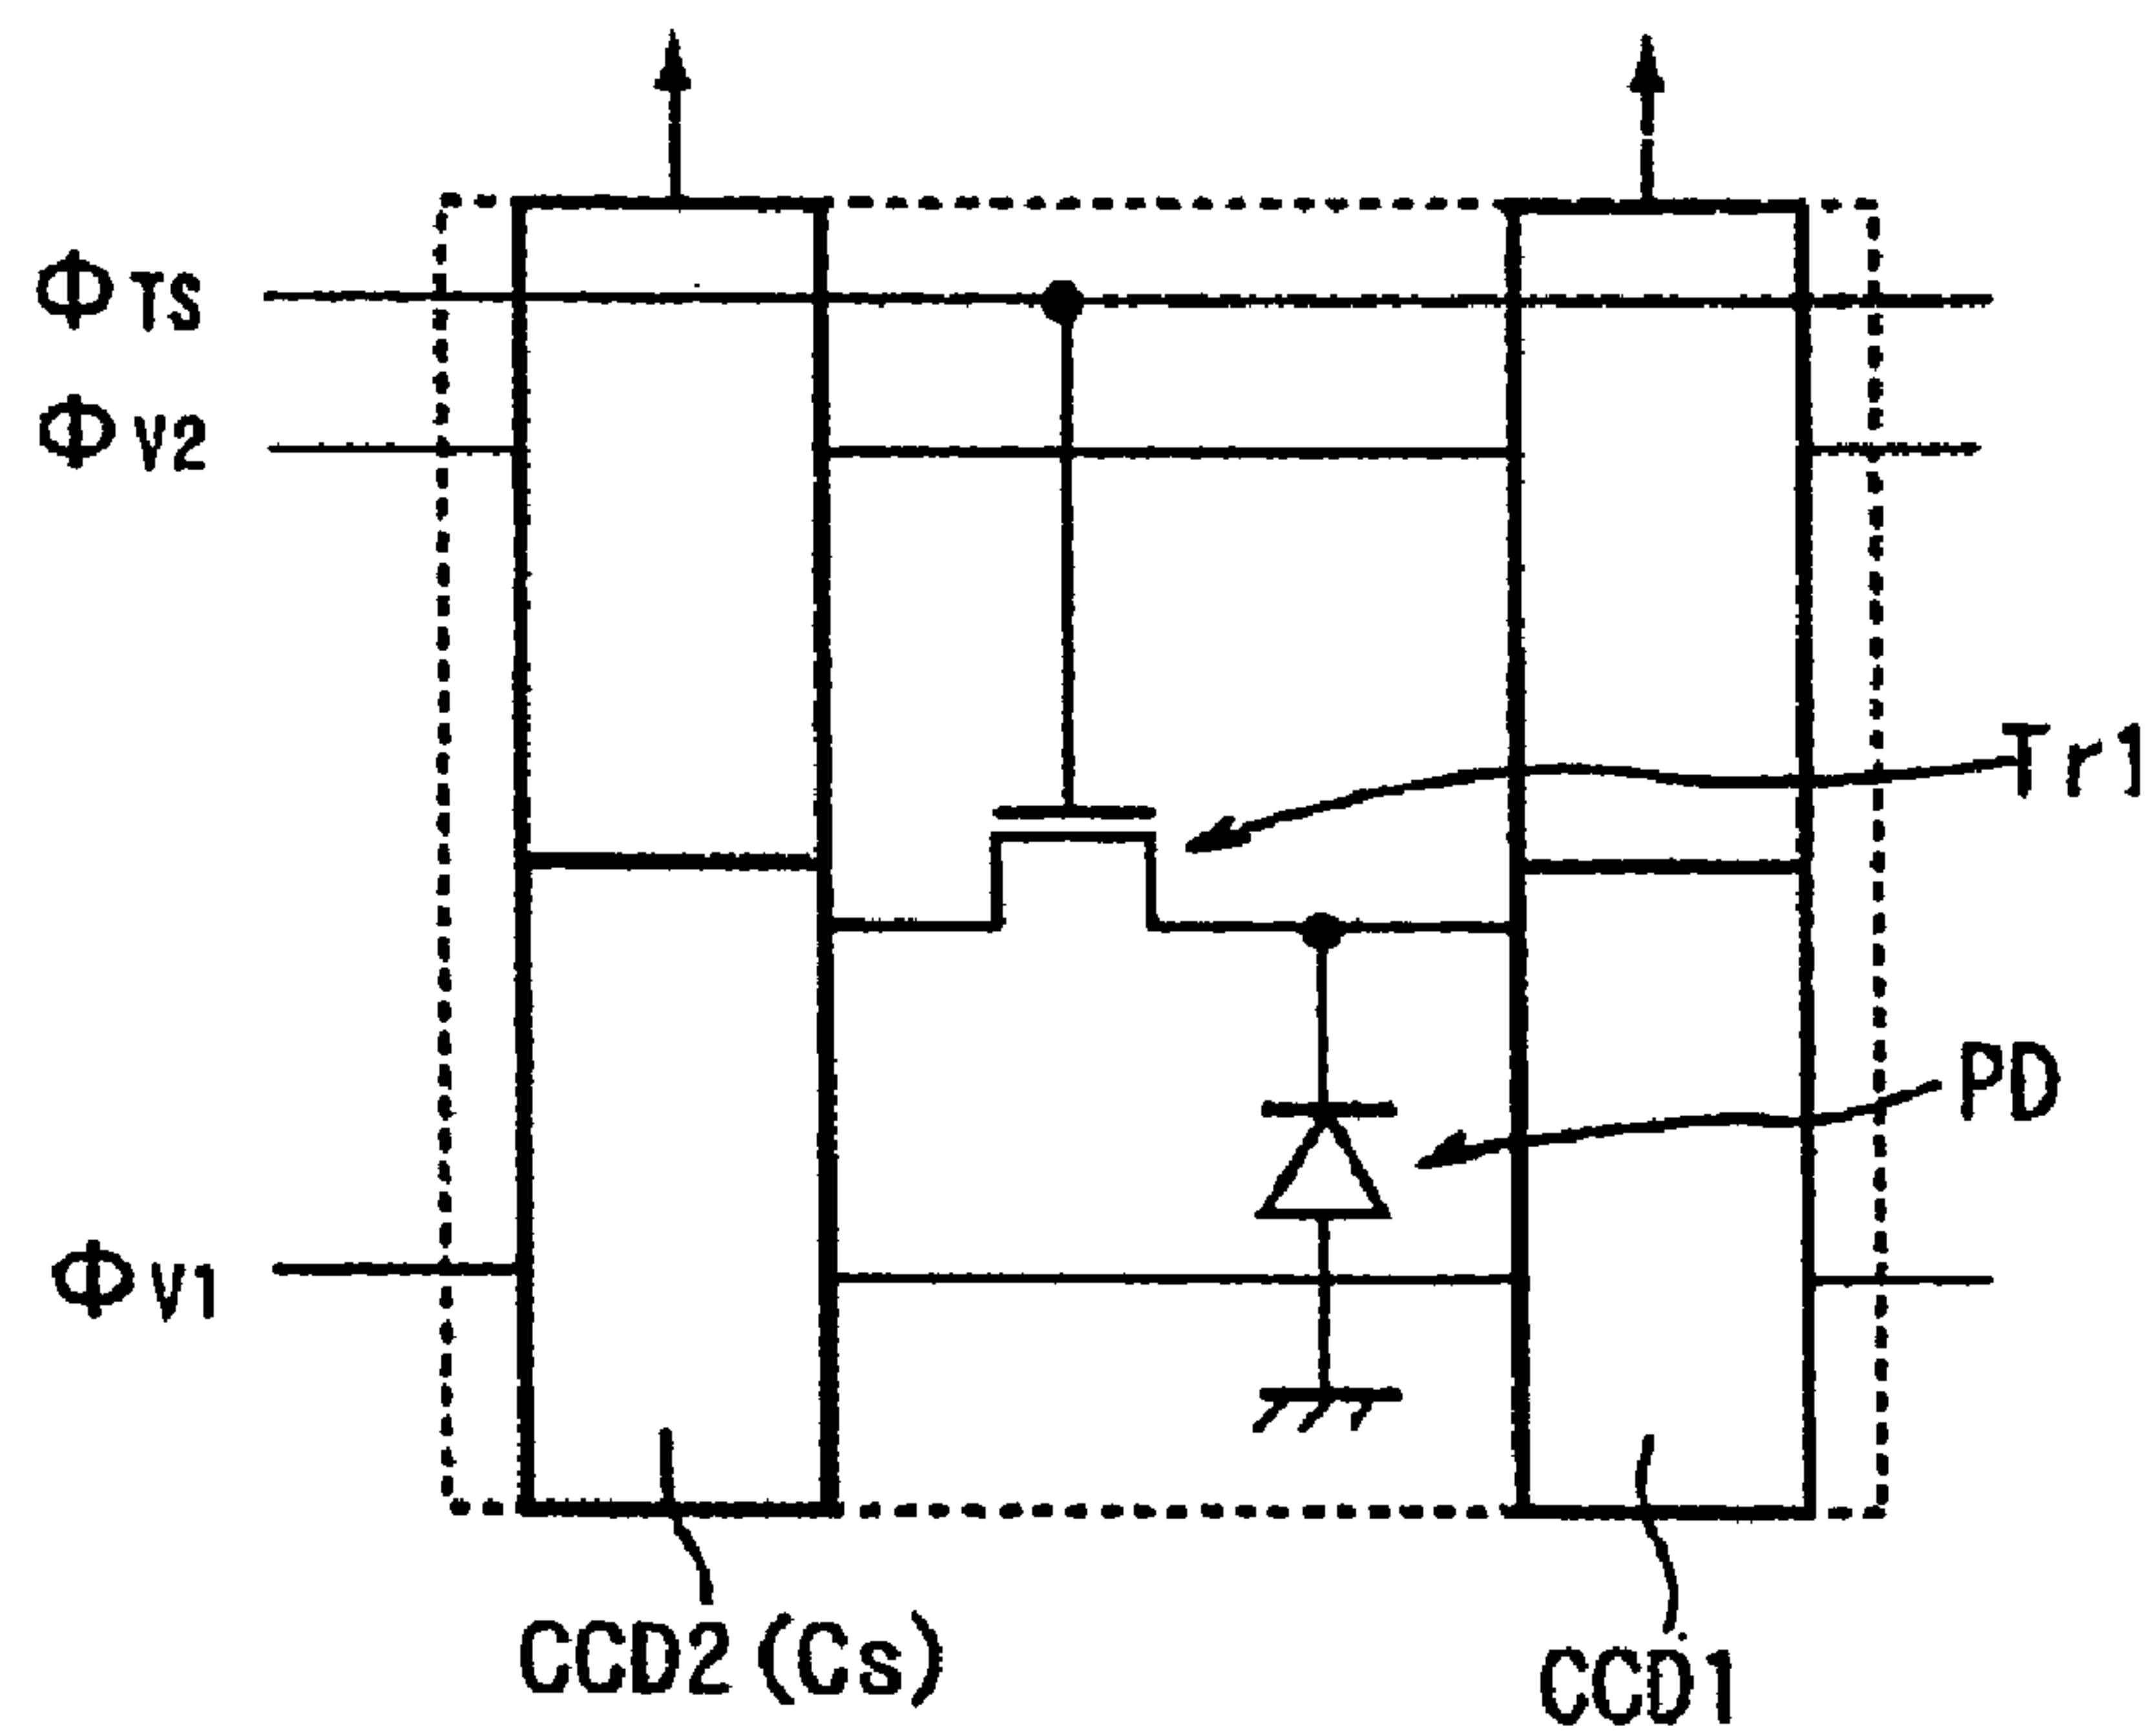 ΦTS
ΦV2
Tr1
PD
ΦV1
CCD2(Cs)
CCD1